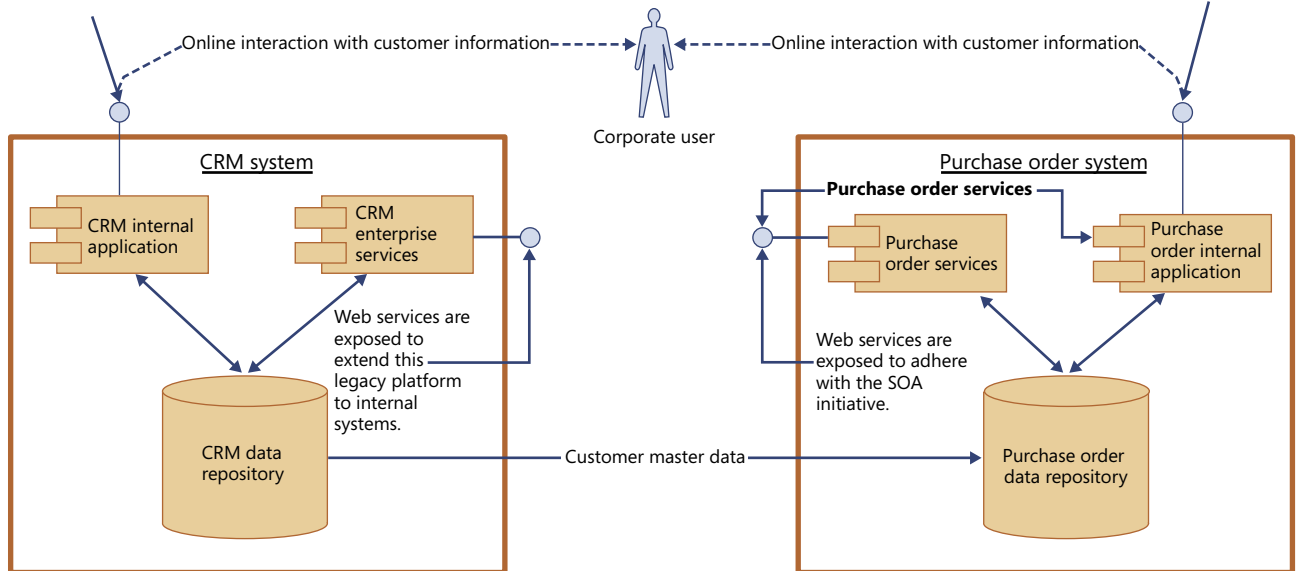 Online interaction with customer information
Online interaction with customer information
Corporate user
CRM system
CRM internal
application
CRM
enterprise
services
Web services are
exposed to
extend this
legacy platform
to internal
systems.
CRM data
repository
Customer master data
Purchase order system
Purchase order services
Purchase
order services
Purchase
order internal
application
Web services are
exposed to adhere
with the SOA
initiative.
Purchase order
data repository